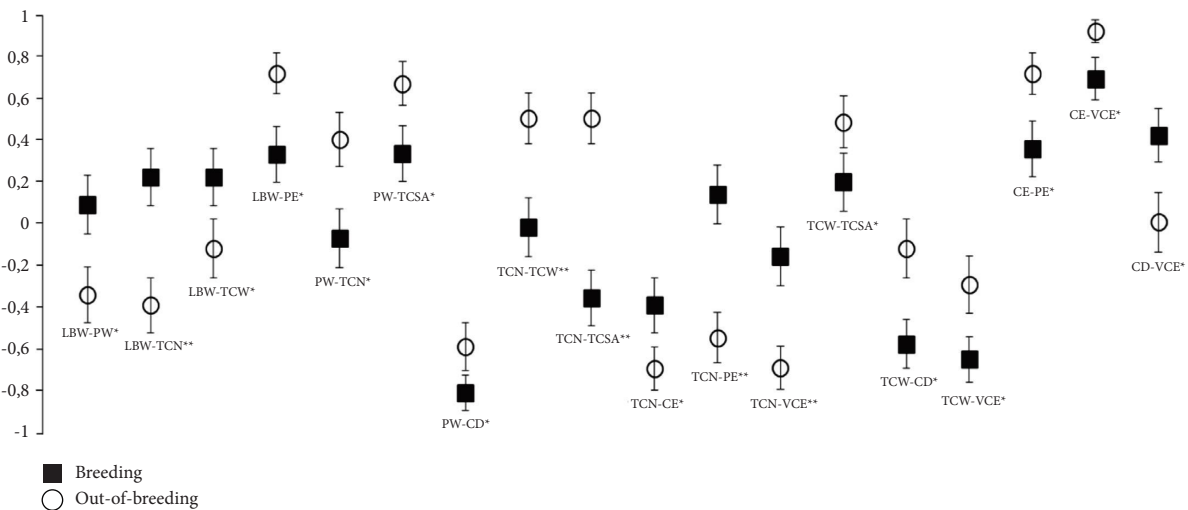 1
0,8
0,6
0,4
0,2
0
-0,2
-0,4
-0,6
-0,8
-1
LBW-PW*
LBW-TCN**
LBW-TCW*
LBW-PE*
PW-TCN*
PW-TCSA*
PW-CD*
TCN-TCW**
TCN-TCSA**
TCN-CE*
TCN-PE**
TCN-VCE**
TCW-TCSA*
TCW-CD*
TCW-VCE*
CE-PE*
CE-VCE*
CD-VCE*
Breeding
Out-of-breeding